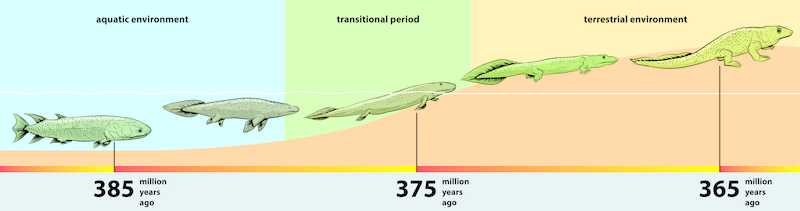 aquatic environment
transitional period
terrestrial environment
385 million
years
ago
375 million
years
ago
365 million
years
ago